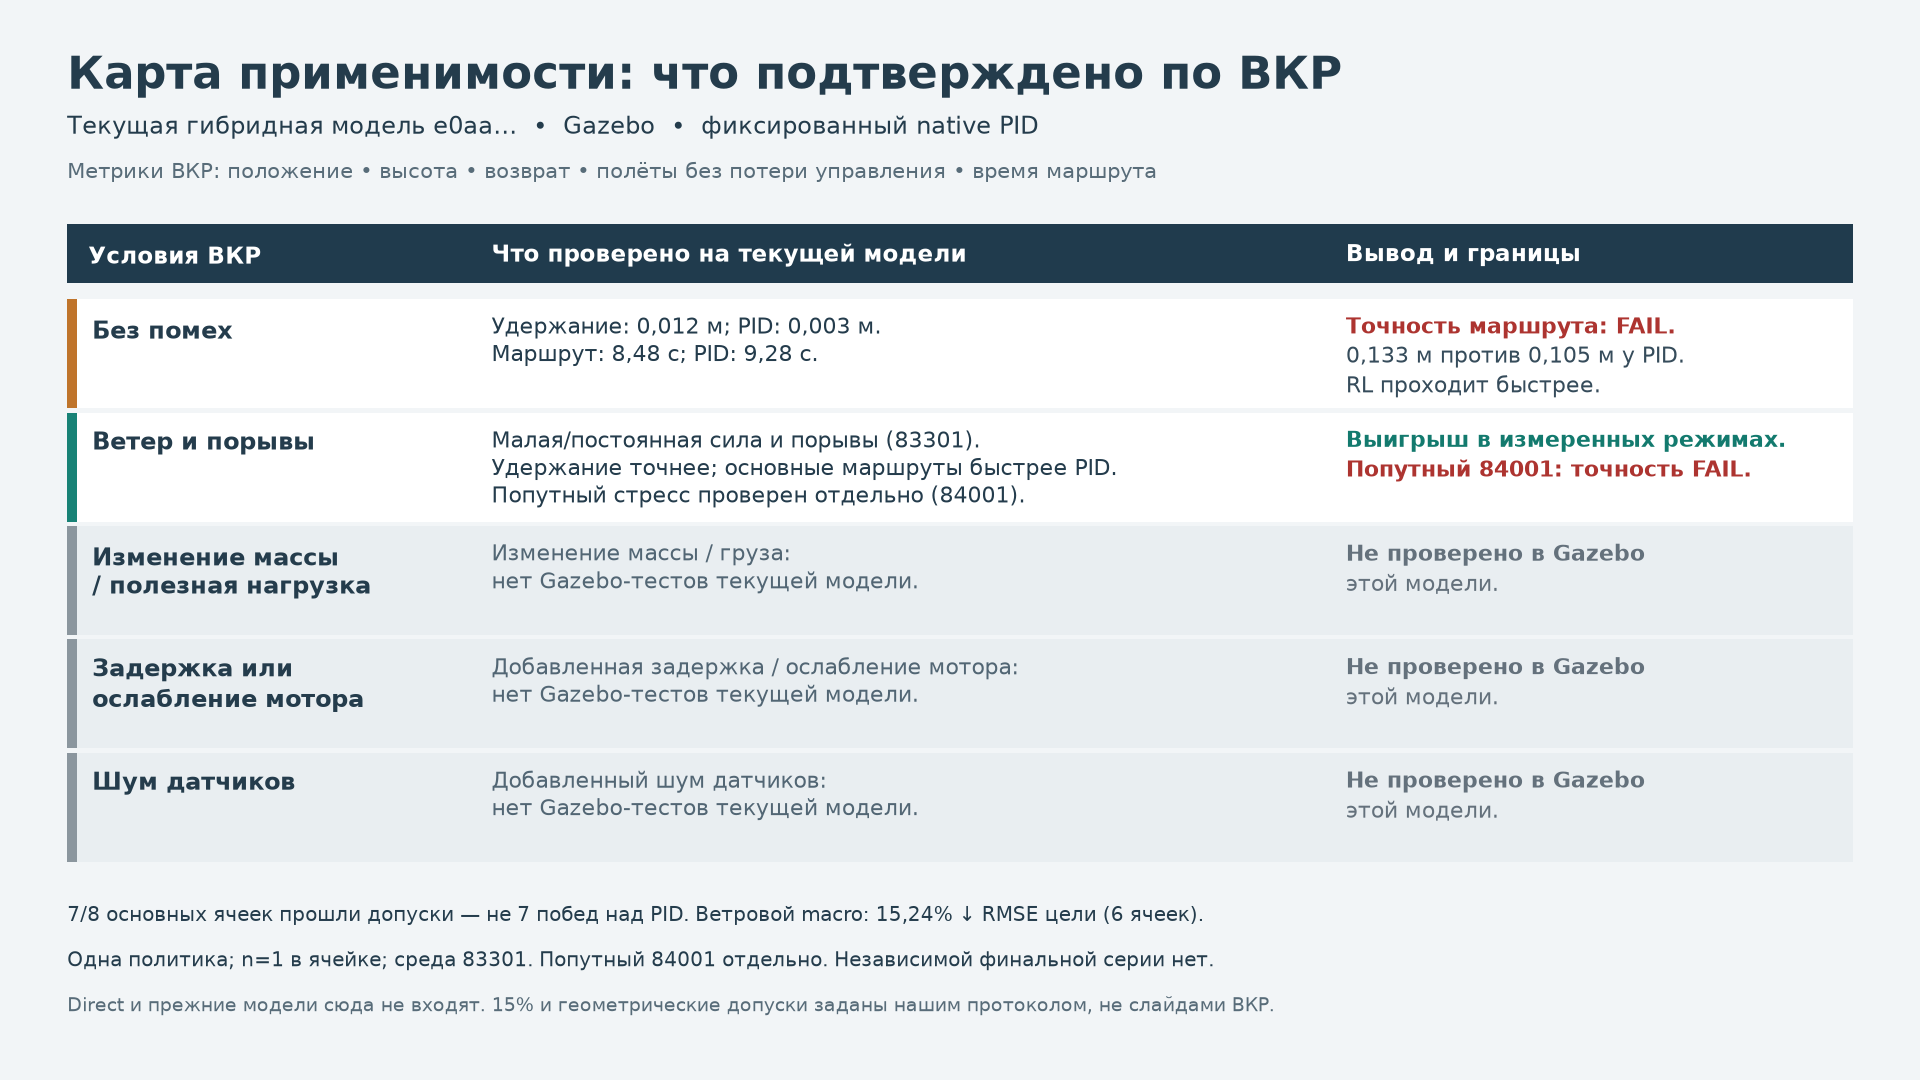 Карта применимости: что подтверждено по ВКР
Текущая гибридная модель e0aa… • Gazebo • фиксированный native PID
Метрики ВКР: положение • высота • возврат • полёты без потери управления • время маршрута
Условия ВКР
Что проверено на текущей модели
Вывод и границы
Без помех
Удержание: 0,012 м; PID: 0,003 м.
Маршрут: 8,48 с; PID: 9,28 с.
Точность маршрута: FAIL.
0,133 м против 0,105 м у PID.
RL проходит быстрее.
Ветер и порывы
Малая/постоянная сила и порывы (83301).
Удержание точнее; основные маршруты быстрее PID.
Попутный стресс проверен отдельно (84001).
Выигрыш в измеренных режимах.
Попутный 84001: точность FAIL.
Изменение массы
/ полезная нагрузка
Изменение массы / груза:
нет Gazebo-тестов текущей модели.
Не проверено в Gazebo
этой модели.
Задержка или
ослабление мотора
Добавленная задержка / ослабление мотора:
нет Gazebo-тестов текущей модели.
Не проверено в Gazebo
этой модели.
Шум датчиков
Добавленный шум датчиков:
нет Gazebo-тестов текущей модели.
Не проверено в Gazebo
этой модели.
7/8 основных ячеек прошли допуски — не 7 побед над PID. Ветровой macro: 15,24% ↓ RMSE цели (6 ячеек).
Одна политика; n=1 в ячейке; среда 83301. Попутный 84001 отдельно. Независимой финальной серии нет.
Direct и прежние модели сюда не входят. 15% и геометрические допуски заданы нашим протоколом, не слайдами ВКР.